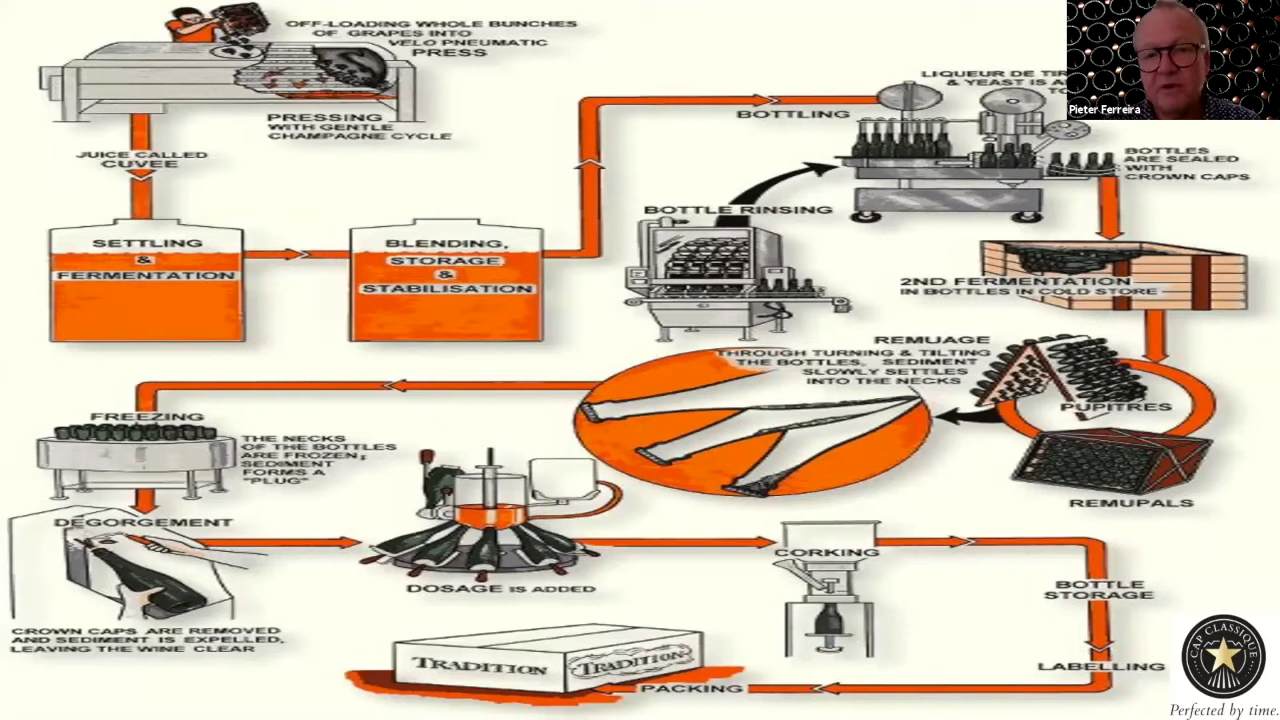 OFF-LOADING WHOLE BUNCHES
OF GRAPES INTO
VELO PNEUMATIC
PRESS
PRESSING
WITH GENTLE
CHAMPAGNE CYCLE
JUICE CALLED
CUVEE
SETTLING
&
FERMENTATION
BLENDING,
STORAGE
&
STABILISATION
BOTTLING
LIQUEUR DE
& YEAST IS
Pieter Ferreira
BOTTLES
ARE SEALED
WITH
CROWN CAPS
BOTTLE RINSING
2ND FERMENTATION
IN BOTTLES IN COLD STORE
REMUAGE
THROUGH TURNING & TILTING
THE BOTTLES, SEDIMENT
SLOWLY SETTILES
INTO THE NECKS
PUPITRES
REMUPALS
FREEZING
THE NECKS
OF THE BOTTLES
ARE FROZEN;
SEDIMENT
FORMS A
"PLUG"
DEGORGEMENT
CROWN CAPS ARE REMOVED
AND SEDIMENT IS EXPELLED,
LEAVING THE WINE CLEAR
DOSAGE IS ADDED
CORKING
BOTTLE
STORAGE
LABELLING
PACKING
TRADITION
TRADITION
CAP CLASSIQUE
Perfected by time.